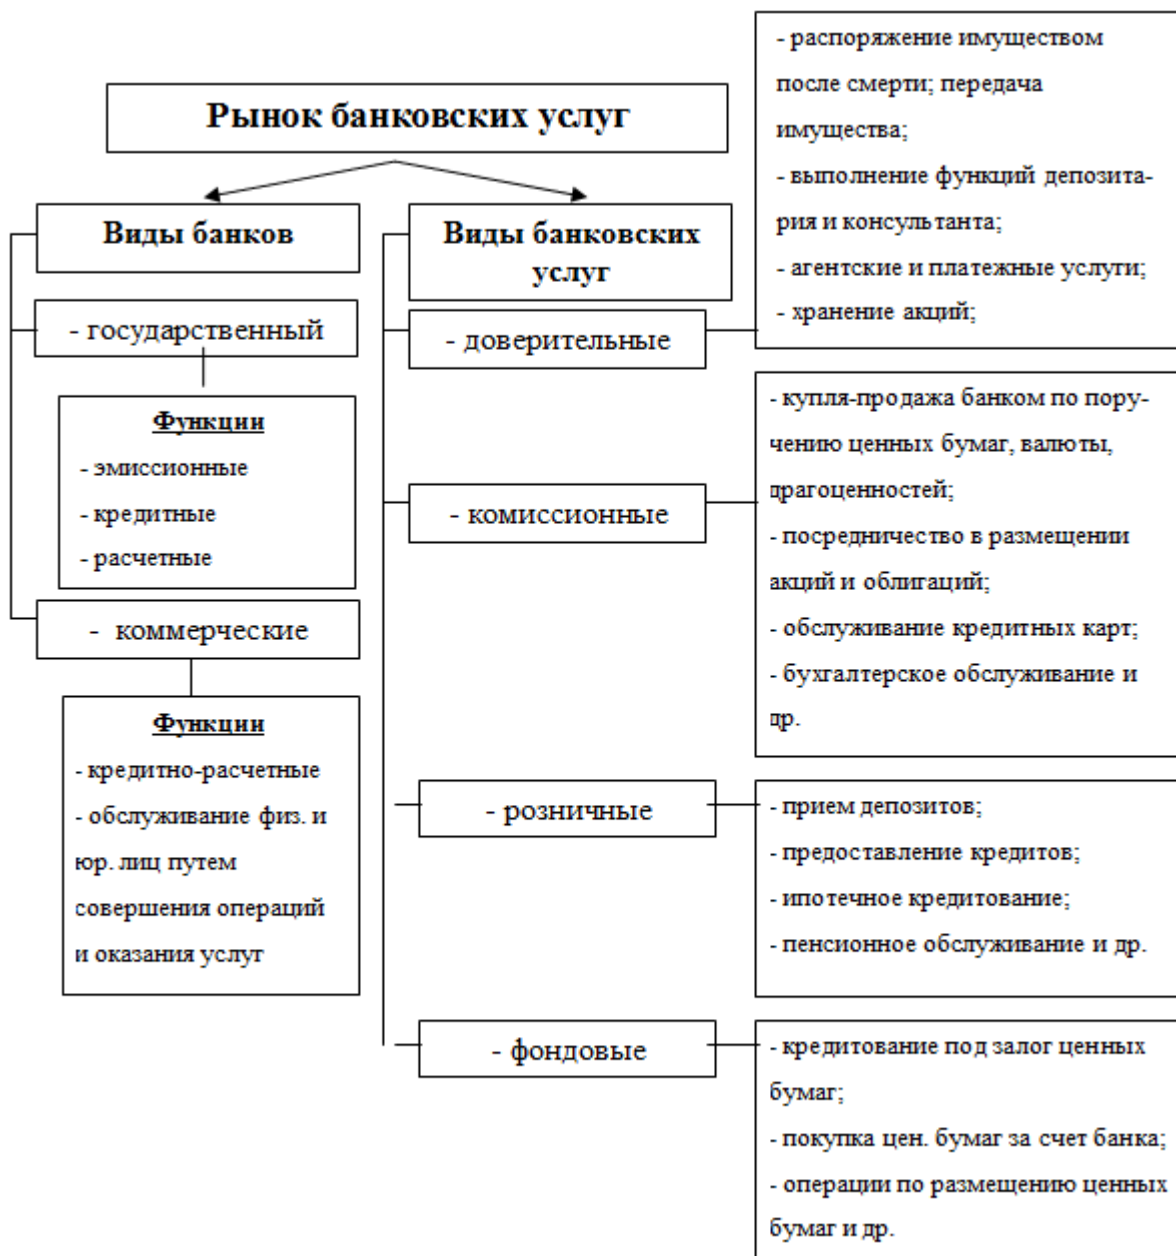 Рынок банковских услуг
Виды банков
- государственный
Функции
- эмиссионные
- кредитные
- расчетные
- коммерческие
Функции
- кредитно-расчетные
- обслуживание физ. и
юр. лиц путем
совершения операций
и оказания услуг
Виды банковских
услуг
- доверительные
- распоряжение имуществом
после смерти; передача
имущества;
- выполнение функций депозита-
рия и консультанта;
- агентские и платежные услуги;
- хранение акций;
- комиссионные
- купля-продажа банком по пору-
чению ценных бумаг, валюты,
драгоценностей;
- посредничество в размещении
акций и облигаций;
- обслуживание кредитных карт;
- бухгалтерское обслуживание и
др.
- розничные
- прием депозитов;
- предоставление кредитов;
- ипотечное кредитование;
- пенсионное обслуживание и др.
- фондовые
- кредитование под залог ценных
бумаг;
- покупка цен. бумаг за счет банка;
- операции по размещению ценных
бумаг и др.